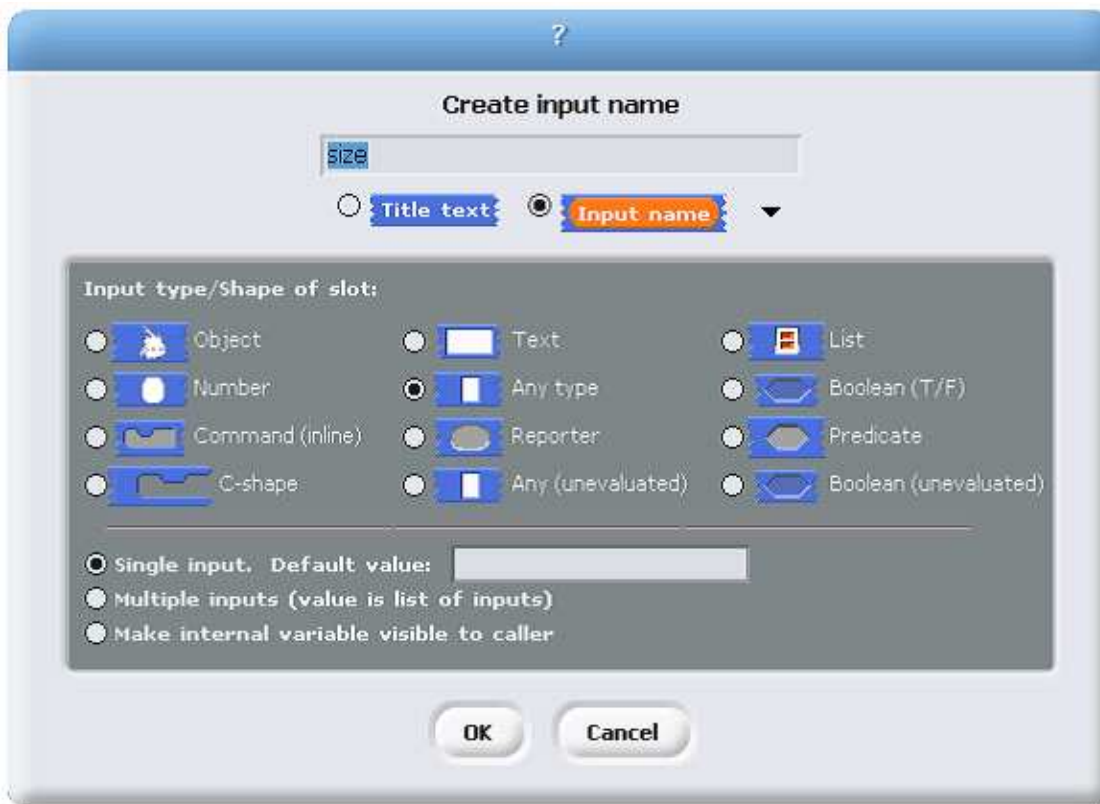 ?
Create input name
size
Title text Input name
Input type/Shape of slot:
Object Text List
Number Any type Boolean (T/F)
Command (inline) Reporter Predicate
C-shape Any (unevaluated) Boolean (unevaluated)
Single input. Default value:
Multiple inputs (value is list of inputs)
Make internal variable visible to caller
OK Cancel